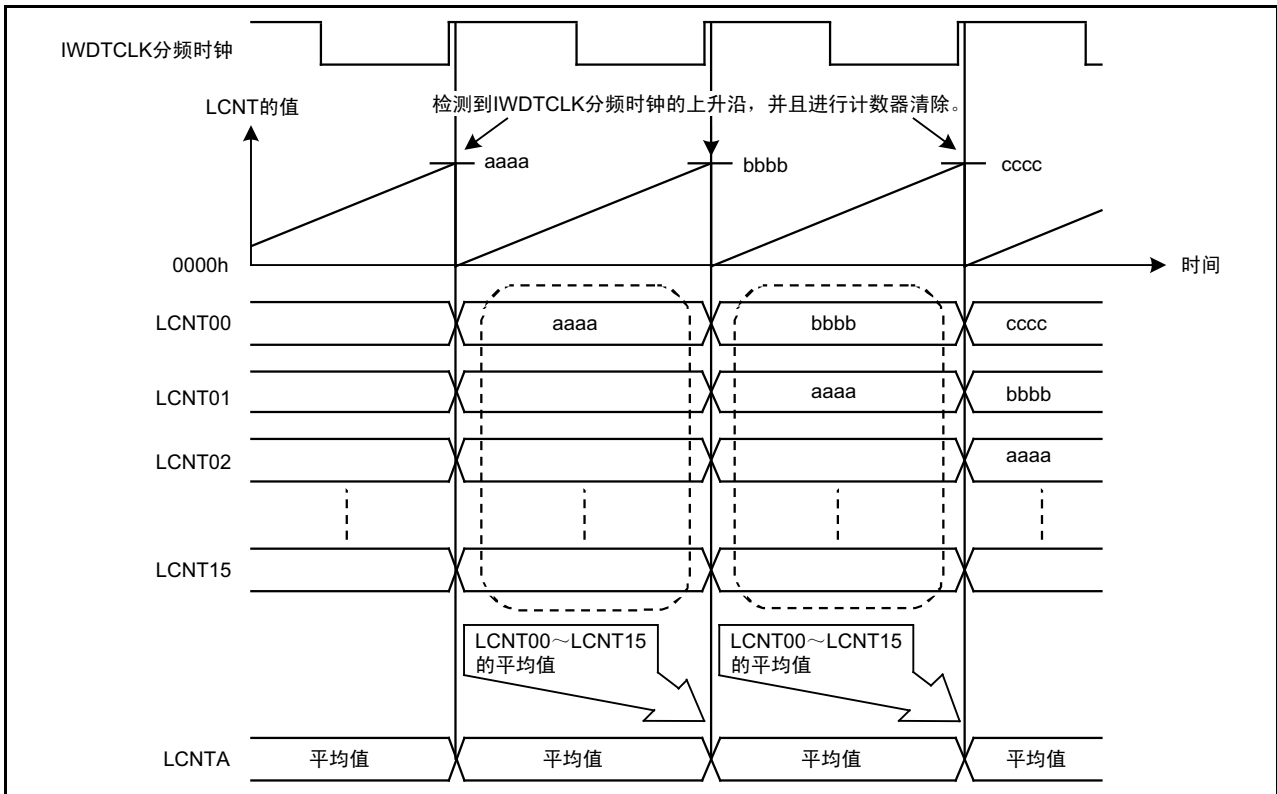 IWDTCLK分频时钟
LCNT的值
检测到IWDTCLK分频时钟的上升沿，并且进行计数器清除。
aaaa
bbbb
cccc
0000h
时间
LCNT00
aaaa
bbbb
cccc
LCNT01
aaaa
bbbb
LCNT02
aaaa
LCNT15
LCNT00～LCNT15
的平均值
LCNT00～LCNT15
的平均值
LCNTA
平均值
平均值
平均值
平均值